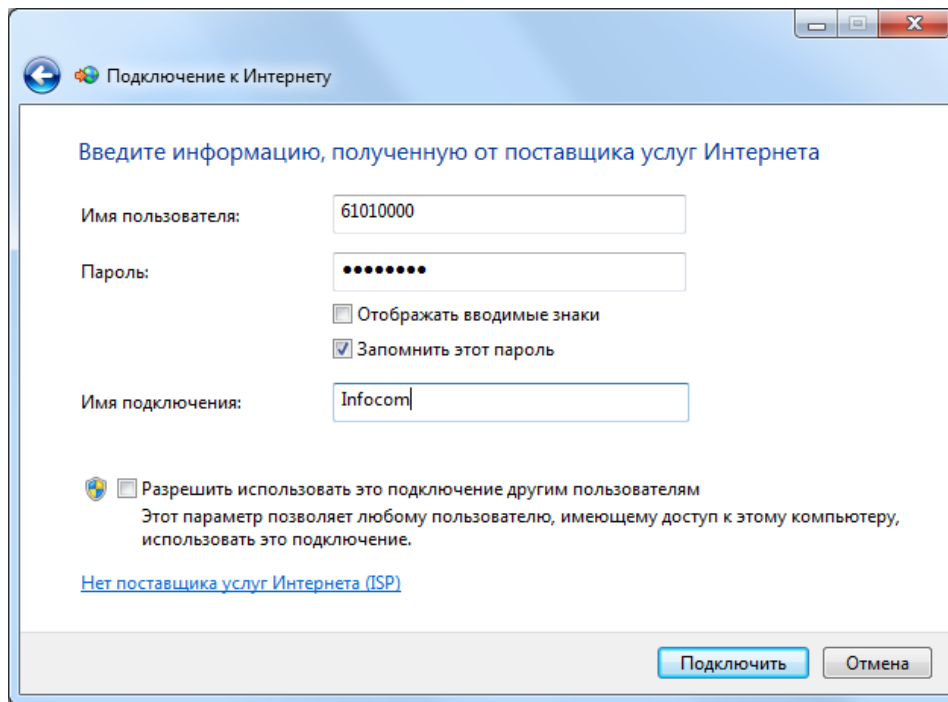 Подключение к Интернету
Введите информацию, полученную от поставщика услуг Интернета
Имя пользователя:
61010000
Пароль:
••••••••
Отображать вводимые знаки
Запомнить этот пароль
Имя подключения:
Infocom
Разрешить использовать это подключение другим пользователям
Этот параметр позволяет любому пользователю, имеющему доступ к этому компьютеру,
использовать это подключение.
Нет поставщика услуг Интернета (ISP)
Подключить
Отмена